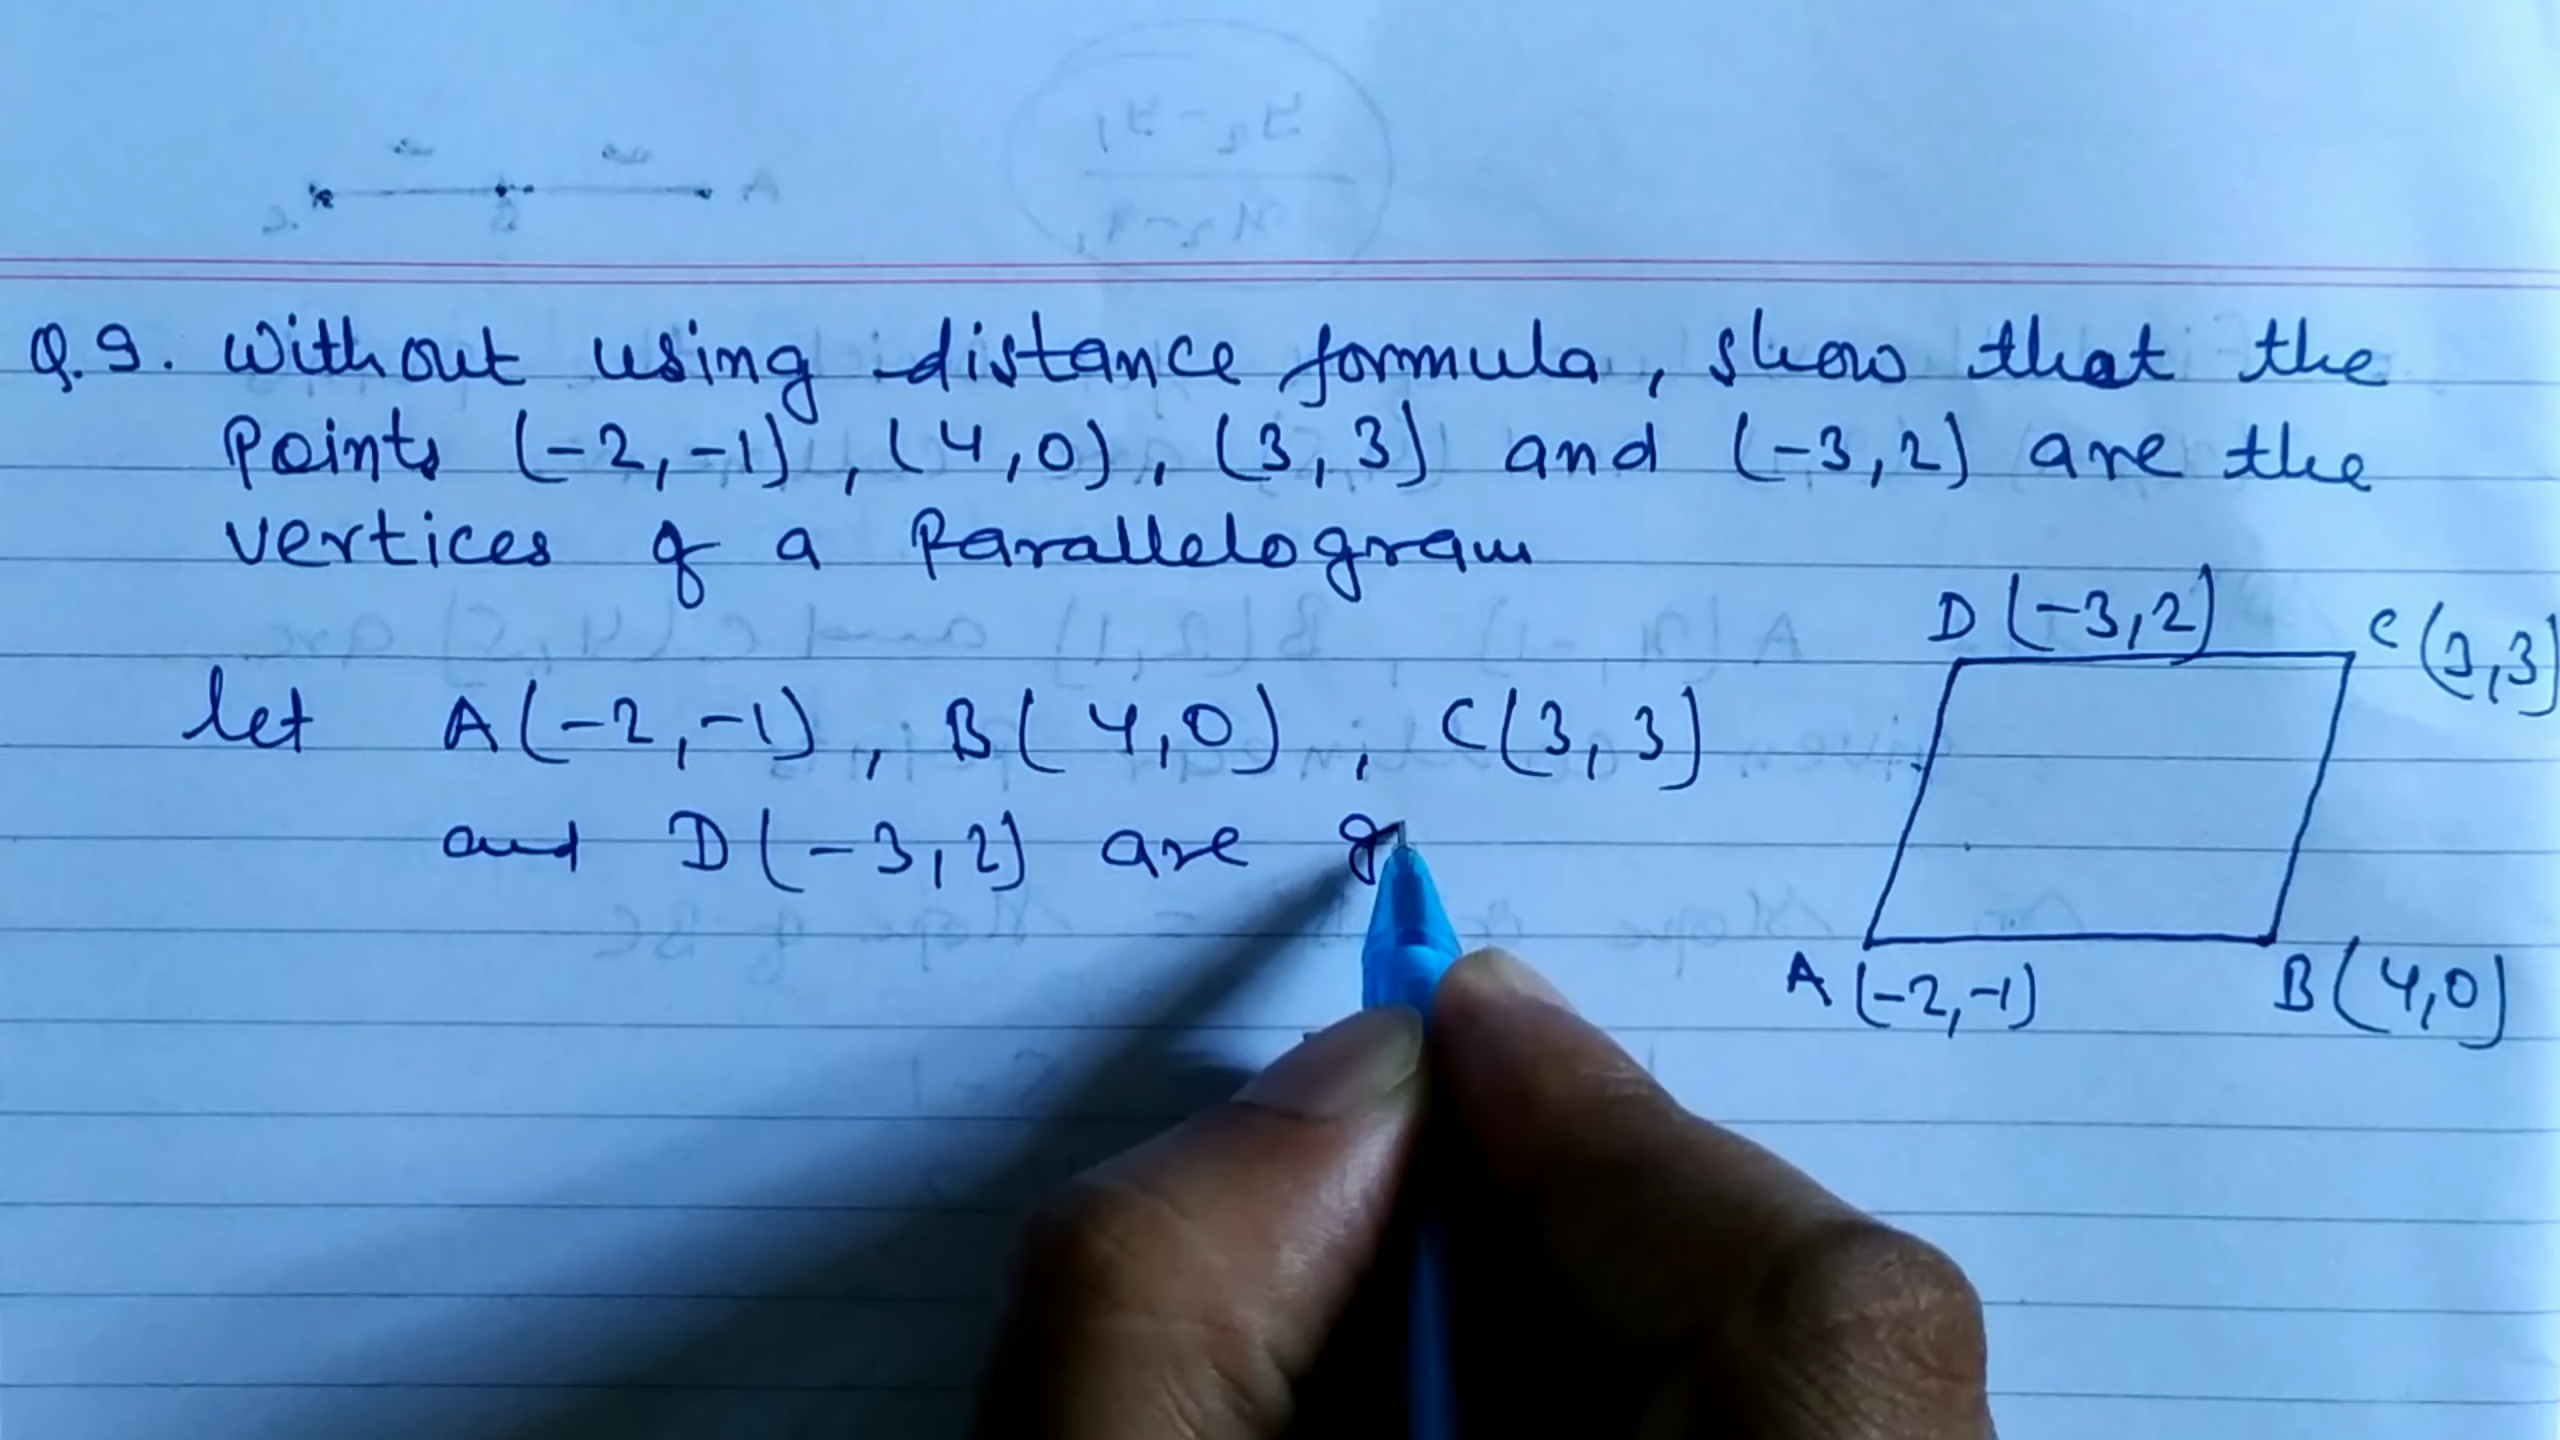 Q.9. Without using distance formula, show that the
points (-2,-1), (4,0), (3,3) and (-3,2) are the
vertices of a parallelogram
D(-3,2) C(3,3)
let A(-2,-1), B(4,0), C(3,3)
and D(-3,2) are g
A(-2,-1) B(4,0)